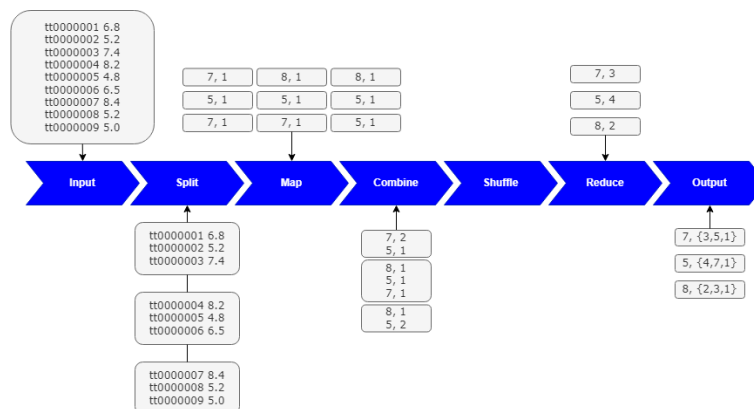 tt0000001 6.8
tt0000002 5.2
tt0000003 7.4
tt0000004 8.2
tt0000005 4.8
tt0000006 6.5
tt0000007 8.4
tt0000008 5.2
tt0000009 5.0
7, 1 8, 1 8, 1
5, 1 5, 1 5, 1
7, 1 7, 1 5, 1
7, 3
5, 4
8, 2
Input Split Map Combine Shuffle Reduce Output
tt0000001 6.8
tt0000002 5.2
tt0000003 7.4
tt0000004 8.2
tt0000005 4.8
tt0000006 6.5
tt0000007 8.4
tt0000008 5.2
tt0000009 5.0
7, 2
5, 1
8, 1
5, 1
7, 1
8, 1
5, 2
7, {3,5,1}
5, {4,7,1}
8, {2,3,1}